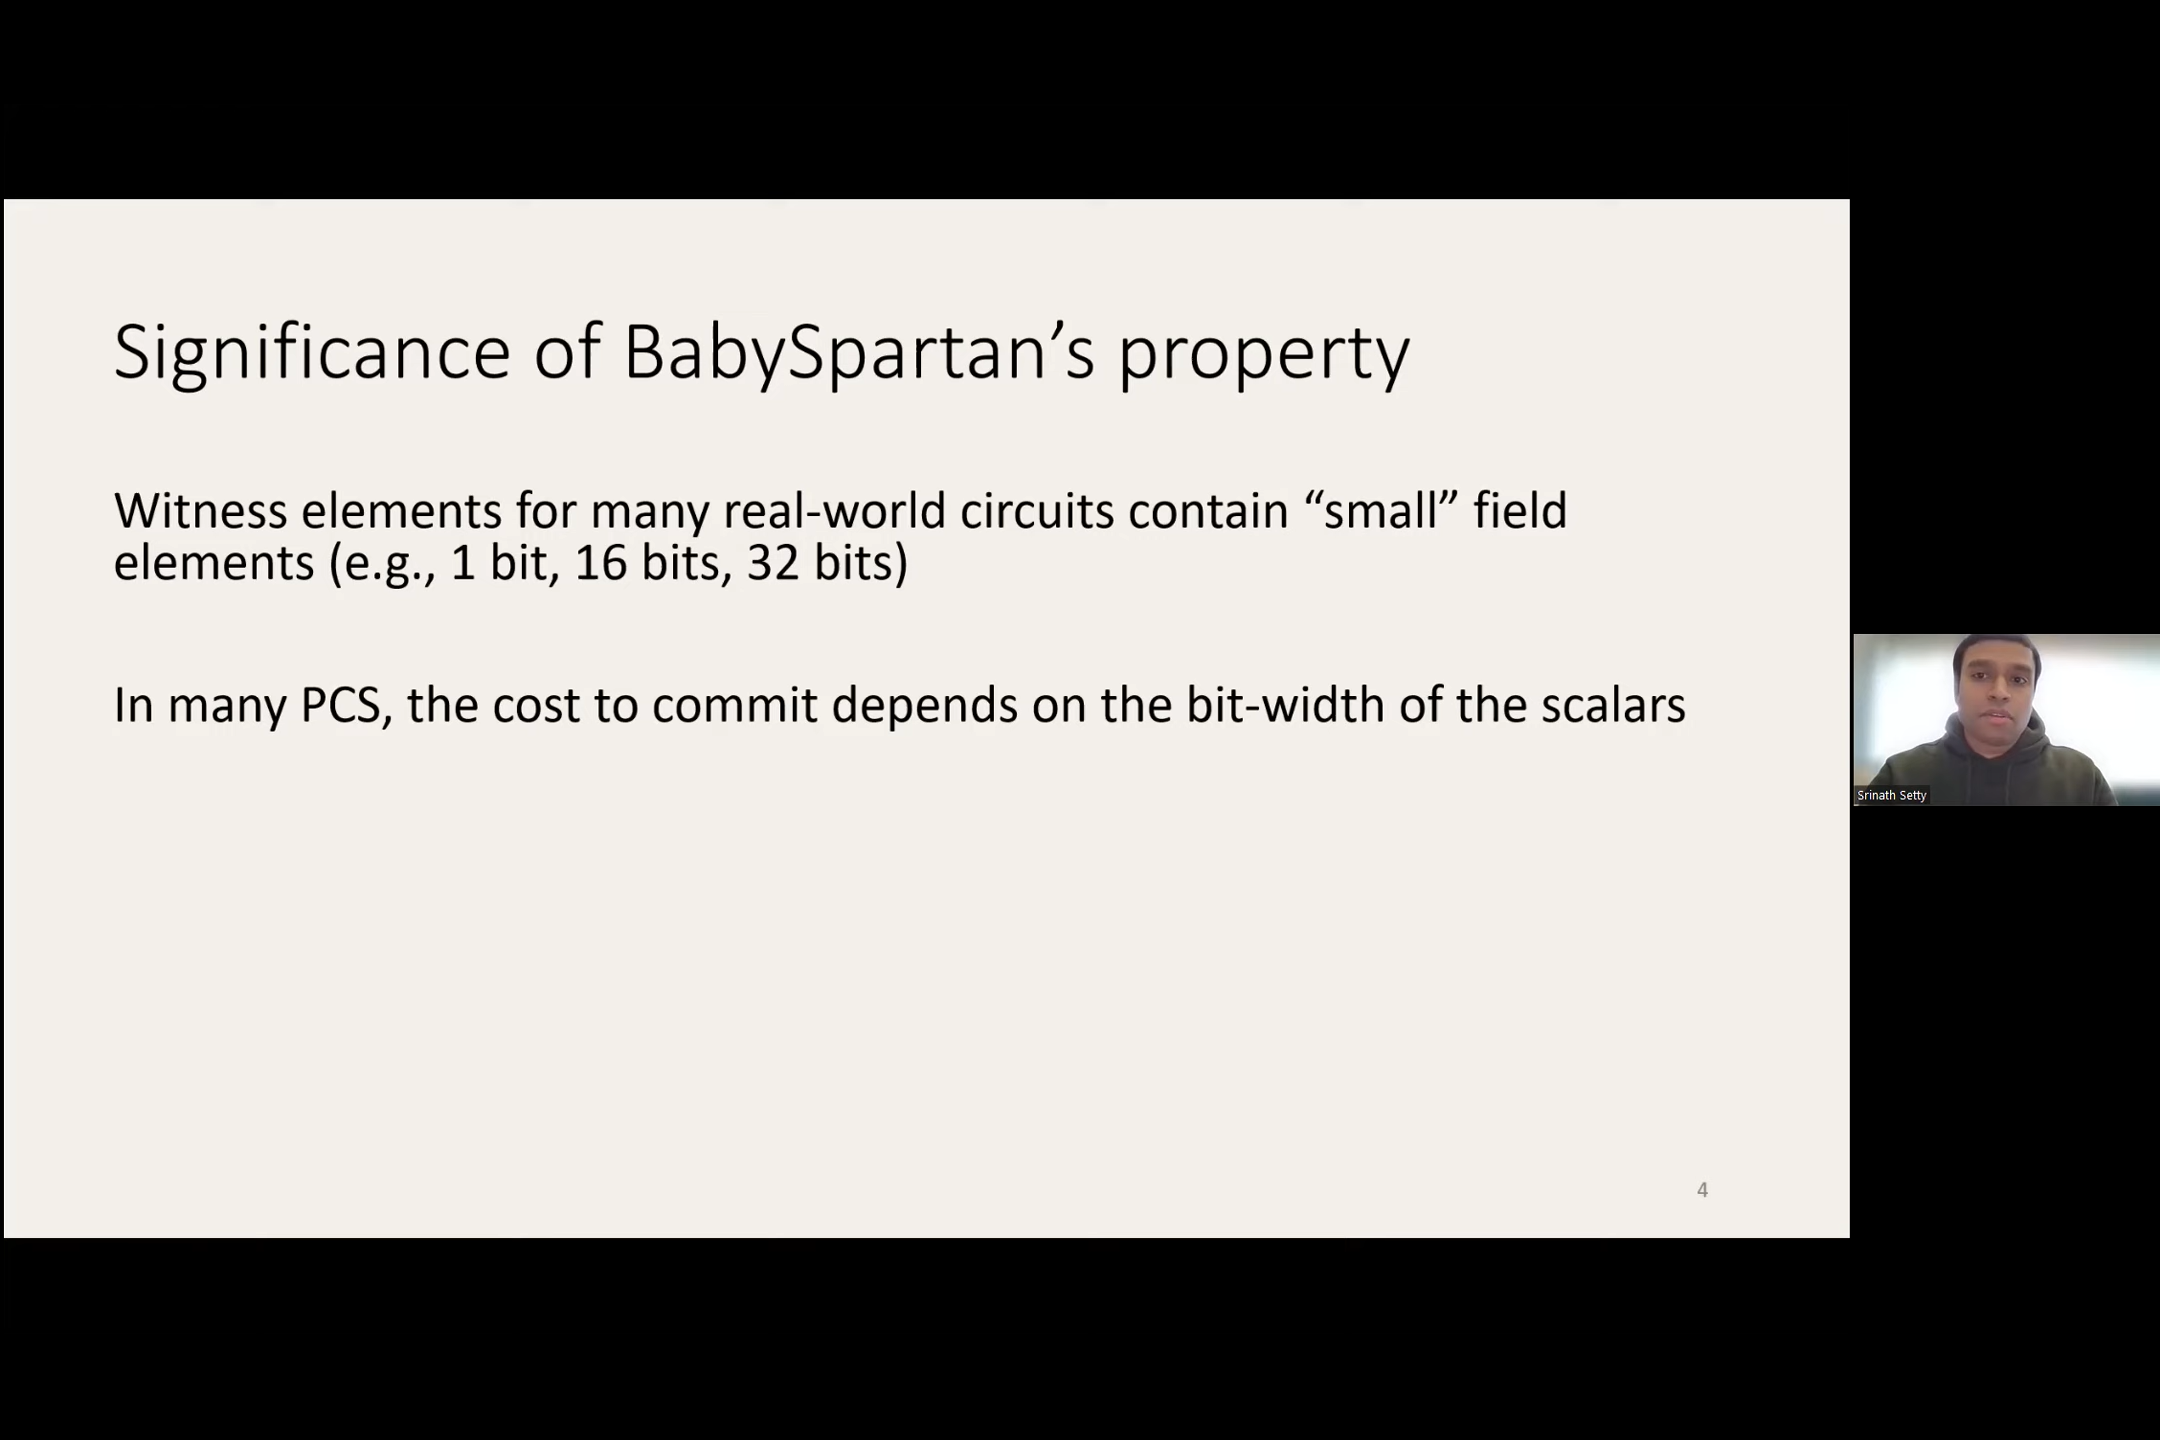 Significance of BabySpartan’s property
Witness elements for many real-world circuits contain “small” field
elements (e.g., 1 bit, 16 bits, 32 bits)
In many PCS, the cost to commit depends on the bit-width of the scalars
Srinath Setty
4